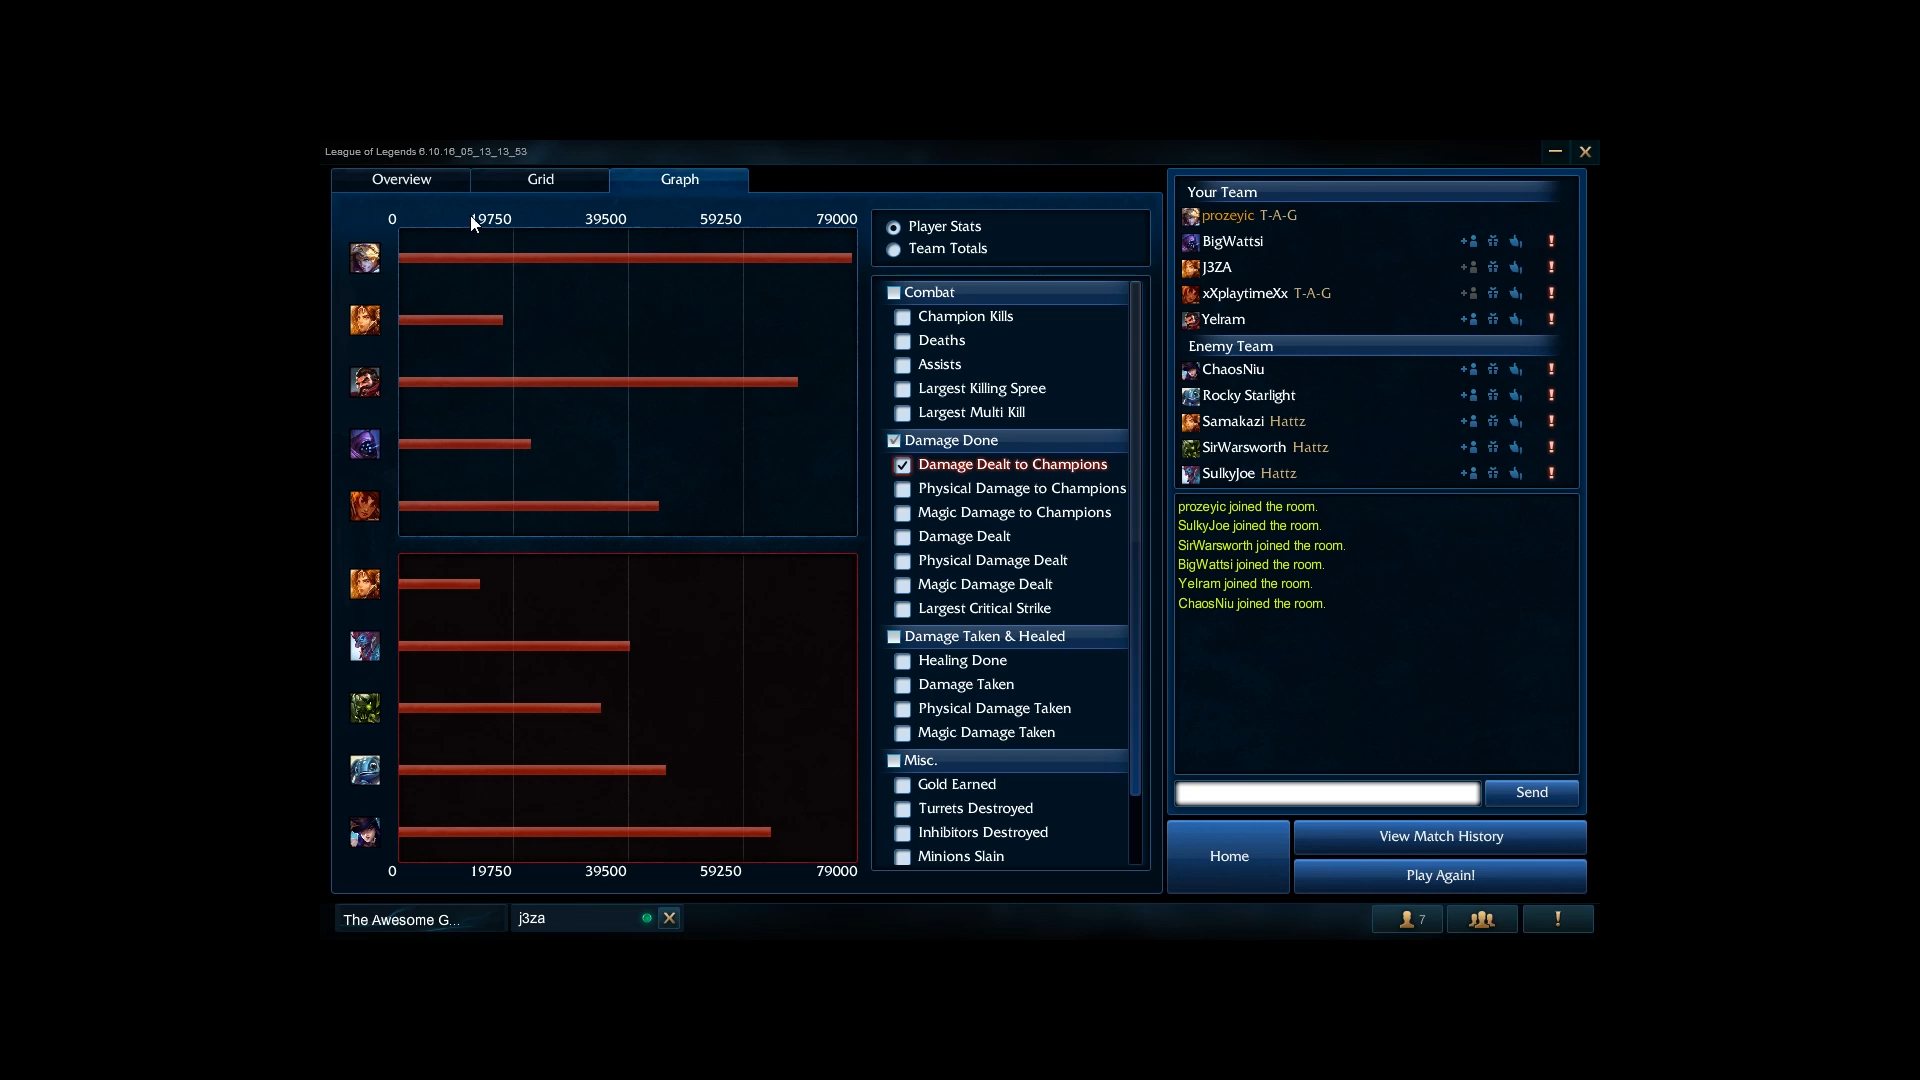 League of Legends 6.10.16_05_13_13_53
Overview
Grid
Graph
0 19750 39500 59250 79000
0 19750 39500 59250 79000
Player Stats
Team Totals
Combat
Champion Kills
Deaths
Assists
Largest Killing Spree
Largest Multi Kill
Damage Done
Damage Dealt to Champions
Physical Damage to Champions
Magic Damage to Champions
Damage Dealt
Physical Damage Dealt
Magic Damage Dealt
Largest Critical Strike
Damage Taken & Healed
Healing Done
Damage Taken
Physical Damage Taken
Magic Damage Taken
Misc.
Gold Earned
Turrets Destroyed
Inhibitors Destroyed
Minions Slain
Your Team
prozeyic T-A-G
BigWattsi
J3ZA
xXplaytimeXx T-A-G
Yelram
Enemy Team
ChaosNiu
Rocky Starlight
Samakazi Hattz
SirWarsworth Hattz
SulkyJoe Hattz
prozeyic joined the room.
SulkyJoe joined the room.
SirWarsworth joined the room.
BigWattsi joined the room.
Yelram joined the room.
ChaosNiu joined the room.
Send
Home
View Match History
Play Again!
The Awesome G...
j3za
7